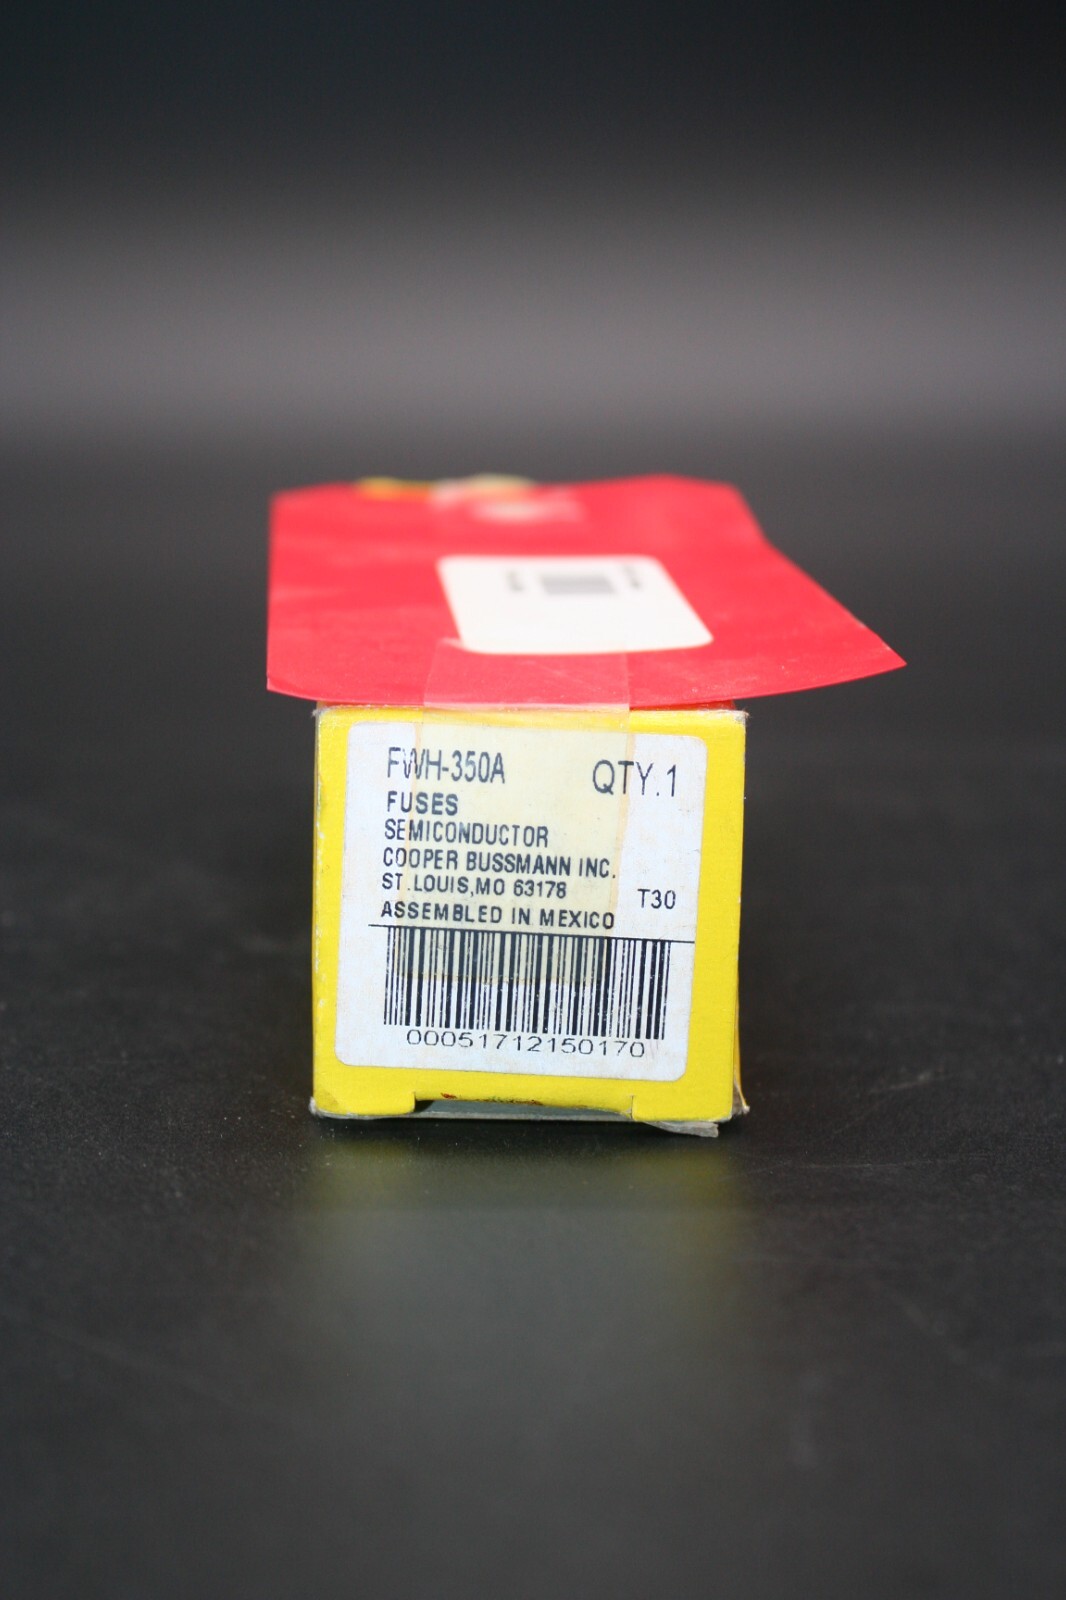 FWH-350A QTY.1
FUSES
SEMICONDUCTOR
COOPER BUSSMANN INC.
ST.LOUIS,MO 63178 T30
ASSEMBLED IN MEXICO
00051712150170